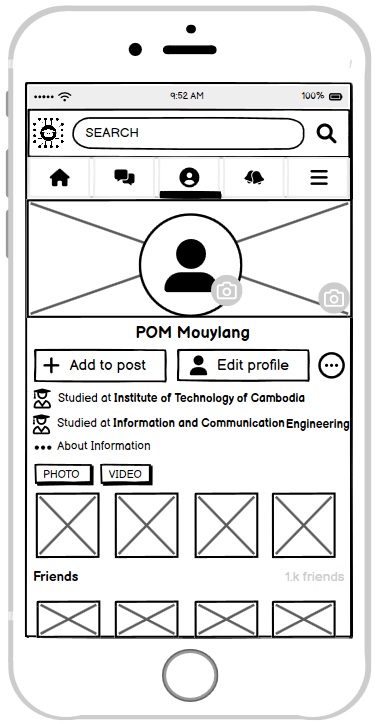 9:52 AM 100%
SEARCH
POM Mouylang
+ Add to post Edit profile
Studied at Institute of Technology of Cambodia
Studied at Information and Communication Engineering
••• About Information
PHOTO VIDEO
Friends 1.k friends